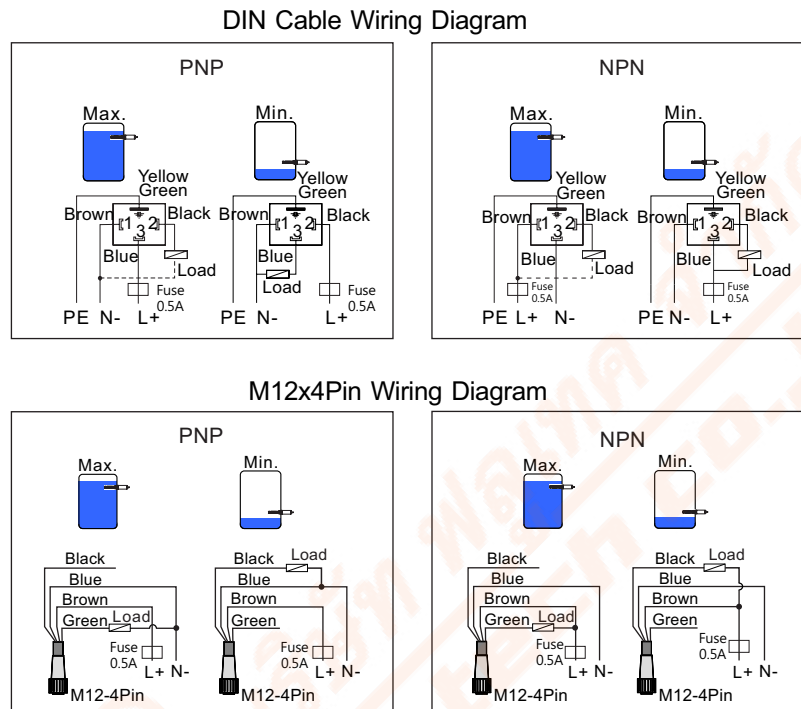 DIN Cable Wiring Diagram
PNP
Max.
Min.
Yellow
Green
Yellow
Green
Brown
1 3 2
Black
Brown
1 3 2
Black
Blue
Load
Blue
Load
Fuse
0.5A
Fuse
0.5A
PE N- L+
PE N- L+
NPN
Max.
Min.
Yellow
Green
Yellow
Green
Brown
1 3 2
Black
Brown
1 3 2
Black
Blue
Load
Blue
Load
Fuse
0.5A
Fuse
0.5A
PE L+ N-
PE N- L+
M12x4Pin Wiring Diagram
PNP
Max.
Min.
Black
Blue
Brown
Green
Load
Fuse
0.5A
L+ N-
M12-4Pin
Black
Load
Blue
Brown
Green
Fuse
0.5A
L+ N-
M12-4Pin
NPN
Max.
Min.
Black
Blue
Brown
Green
Load
Fuse
0.5A
L+ N-
M12-4Pin
Black
Load
Blue
Brown
Green
Fuse
0.5A
L+ N-
M12-4Pin